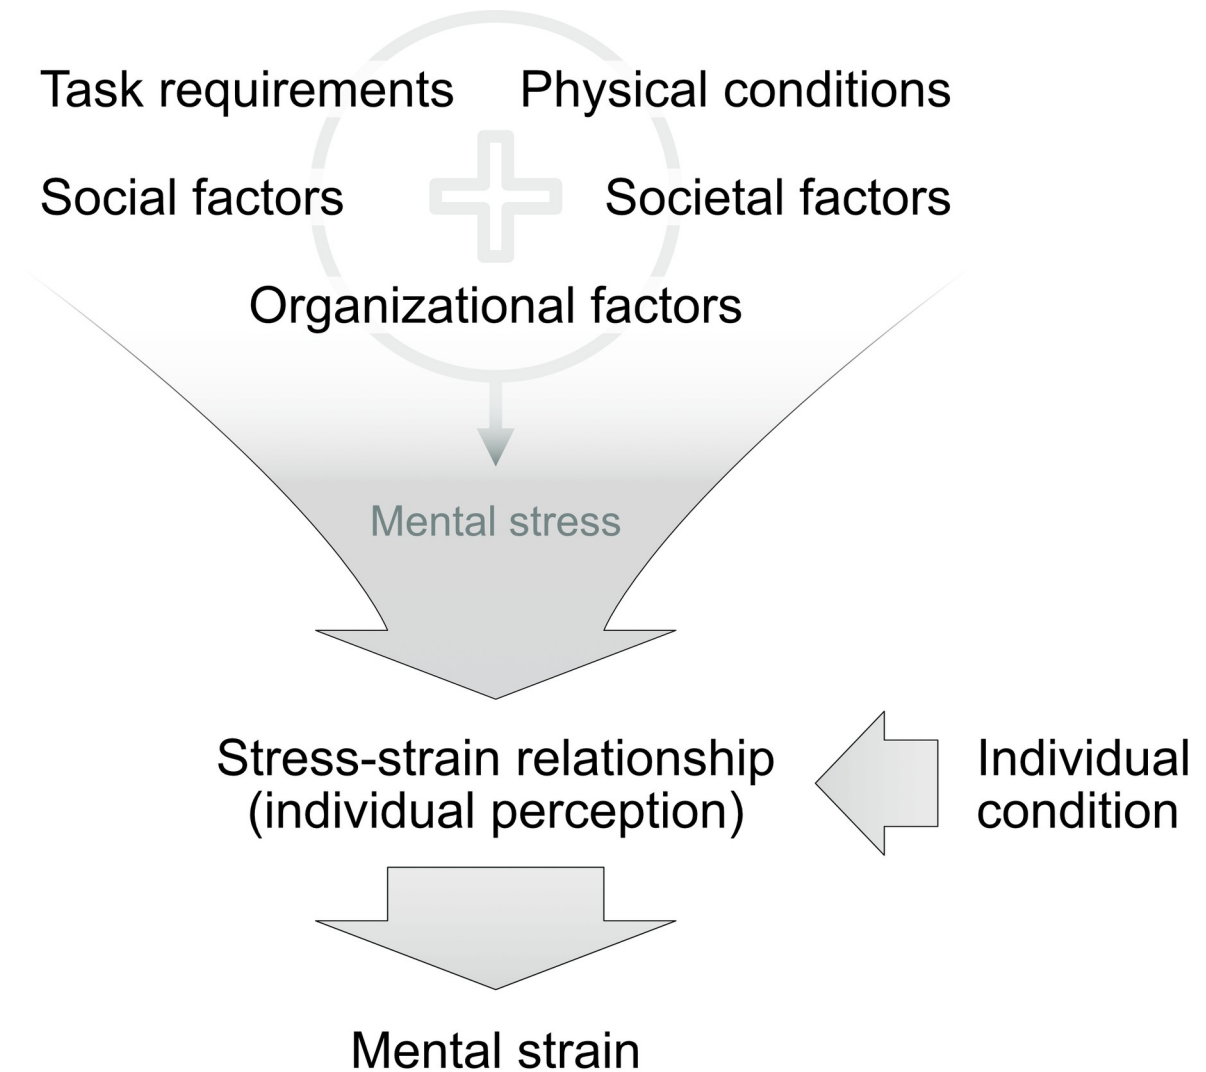 Task requirements
Physical conditions
Social factors
Societal factors
Organizational factors
Mental stress
Stress-strain relationship
(individual perception)
Individual
condition
Mental strain